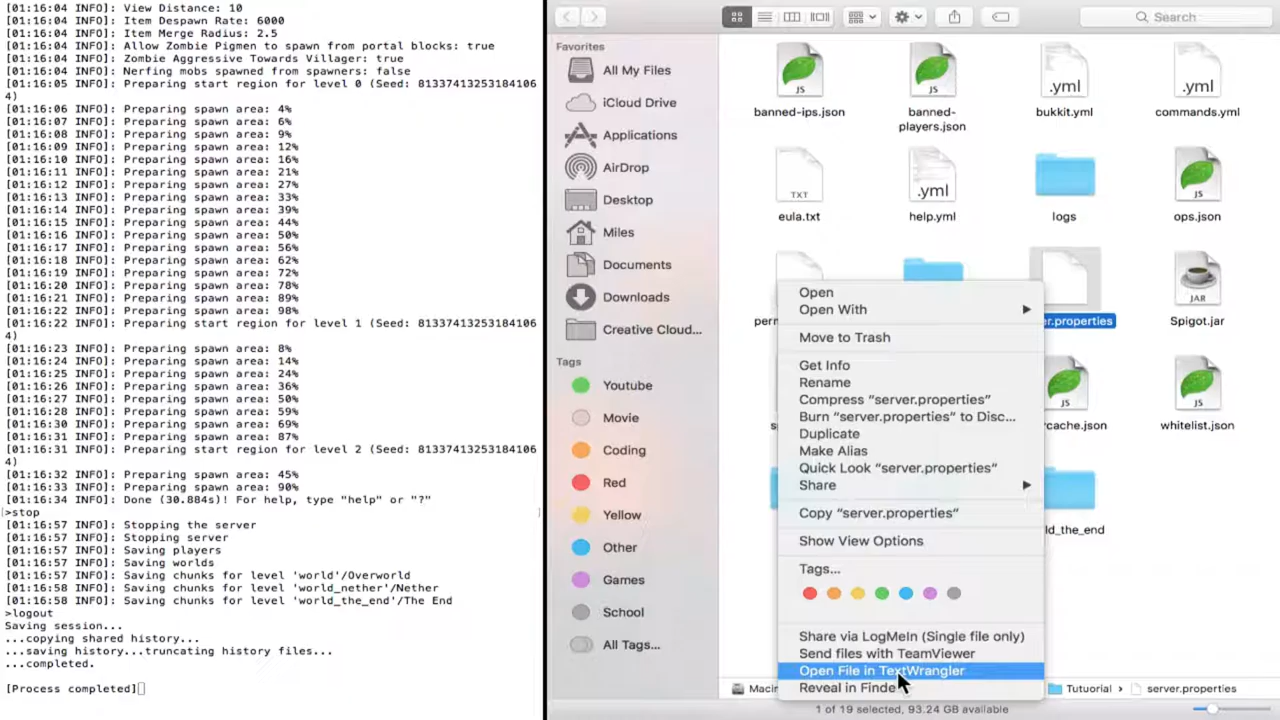 [01:16:04 INFO]: View Distance: 10
[01:16:04 INFO]: Item Despawn Rate: 6000
[01:16:04 INFO]: Item Merge Radius: 2.5
[01:16:04 INFO]: Allow Zombie Pigmen to spawn from portal blocks: true
[01:16:04 INFO]: Zombie Aggressive Towards Villager: true
[01:16:04 INFO]: Nerfing mobs spawned from spawners: false
[01:16:05 INFO]: Preparing start region for level 0 (Seed: 81337413253184106
4)
[01:16:06 INFO]: Preparing spawn area: 4%
[01:16:07 INFO]: Preparing spawn area: 6%
[01:16:08 INFO]: Preparing spawn area: 9%
[01:16:09 INFO]: Preparing spawn area: 12%
[01:16:10 INFO]: Preparing spawn area: 16%
[01:16:11 INFO]: Preparing spawn area: 21%
[01:16:12 INFO]: Preparing spawn area: 27%
[01:16:13 INFO]: Preparing spawn area: 33%
[01:16:14 INFO]: Preparing spawn area: 39%
[01:16:15 INFO]: Preparing spawn area: 44%
[01:16:16 INFO]: Preparing spawn area: 50%
[01:16:17 INFO]: Preparing spawn area: 56%
[01:16:18 INFO]: Preparing spawn area: 62%
[01:16:19 INFO]: Preparing spawn area: 72%
[01:16:20 INFO]: Preparing spawn area: 78%
[01:16:21 INFO]: Preparing spawn area: 89%
[01:16:22 INFO]: Preparing spawn area: 98%
[01:16:22 INFO]: Preparing start region for level 1 (Seed: 81337413253184106
4)
[01:16:23 INFO]: Preparing spawn area: 8%
[01:16:24 INFO]: Preparing spawn area: 14%
[01:16:25 INFO]: Preparing spawn area: 24%
[01:16:26 INFO]: Preparing spawn area: 36%
[01:16:27 INFO]: Preparing spawn area: 50%
[01:16:28 INFO]: Preparing spawn area: 59%
[01:16:30 INFO]: Preparing spawn area: 69%
[01:16:31 INFO]: Preparing spawn area: 87%
[01:16:31 INFO]: Preparing start region for level 2 (Seed: 81337413253184106
4)
[01:16:32 INFO]: Preparing spawn area: 45%
[01:16:33 INFO]: Preparing spawn area: 90%
[01:16:34 INFO]: Done (30.884s)! For help, type "help" or "?"
>stop
[01:16:57 INFO]: Stopping the server
[01:16:57 INFO]: Stopping server
[01:16:57 INFO]: Saving players
[01:16:57 INFO]: Saving worlds
[01:16:57 INFO]: Saving chunks for level 'world'/Overworld
[01:16:58 INFO]: Saving chunks for level 'world_nether'/Nether
[01:16:58 INFO]: Saving chunks for level 'world_the_end'/The End
>logout
Saving session...
...copying shared history...
...saving history...truncating history files...
...completed.
[Process completed]
Search
Favorites
All My Files
iCloud Drive
Applications
AirDrop
Desktop
Miles
Documents
Downloads
Creative Cloud...
Tags
Youtube
Movie
Coding
Red
Yellow
Other
Games
School
All Tags...
JS
JS
.yml
.yml
banned-ips.json
banned-
players.json
bukkit.yml
commands.yml
TXT
.yml
JS
eula.txt
help.yml
logs
ops.json
JAR
perm
er.properties
Spigot.jar
JS
JS
sp
rcache.json
whitelist.json
ld_the_end
Open
Open With
Move to Trash
Get Info
Rename
Compress “server.properties”
Burn “server.properties” to Disc...
Duplicate
Make Alias
Quick Look “server.properties”
Share
Copy “server.properties”
Show View Options
Tags...
Share via LogMeIn (Single file only)
Send files with TeamViewer
Open File in TextWrangler
Reveal in Finde
Macin
Tutorial
server.properties
1 of 19 selected, 93.24 GB available